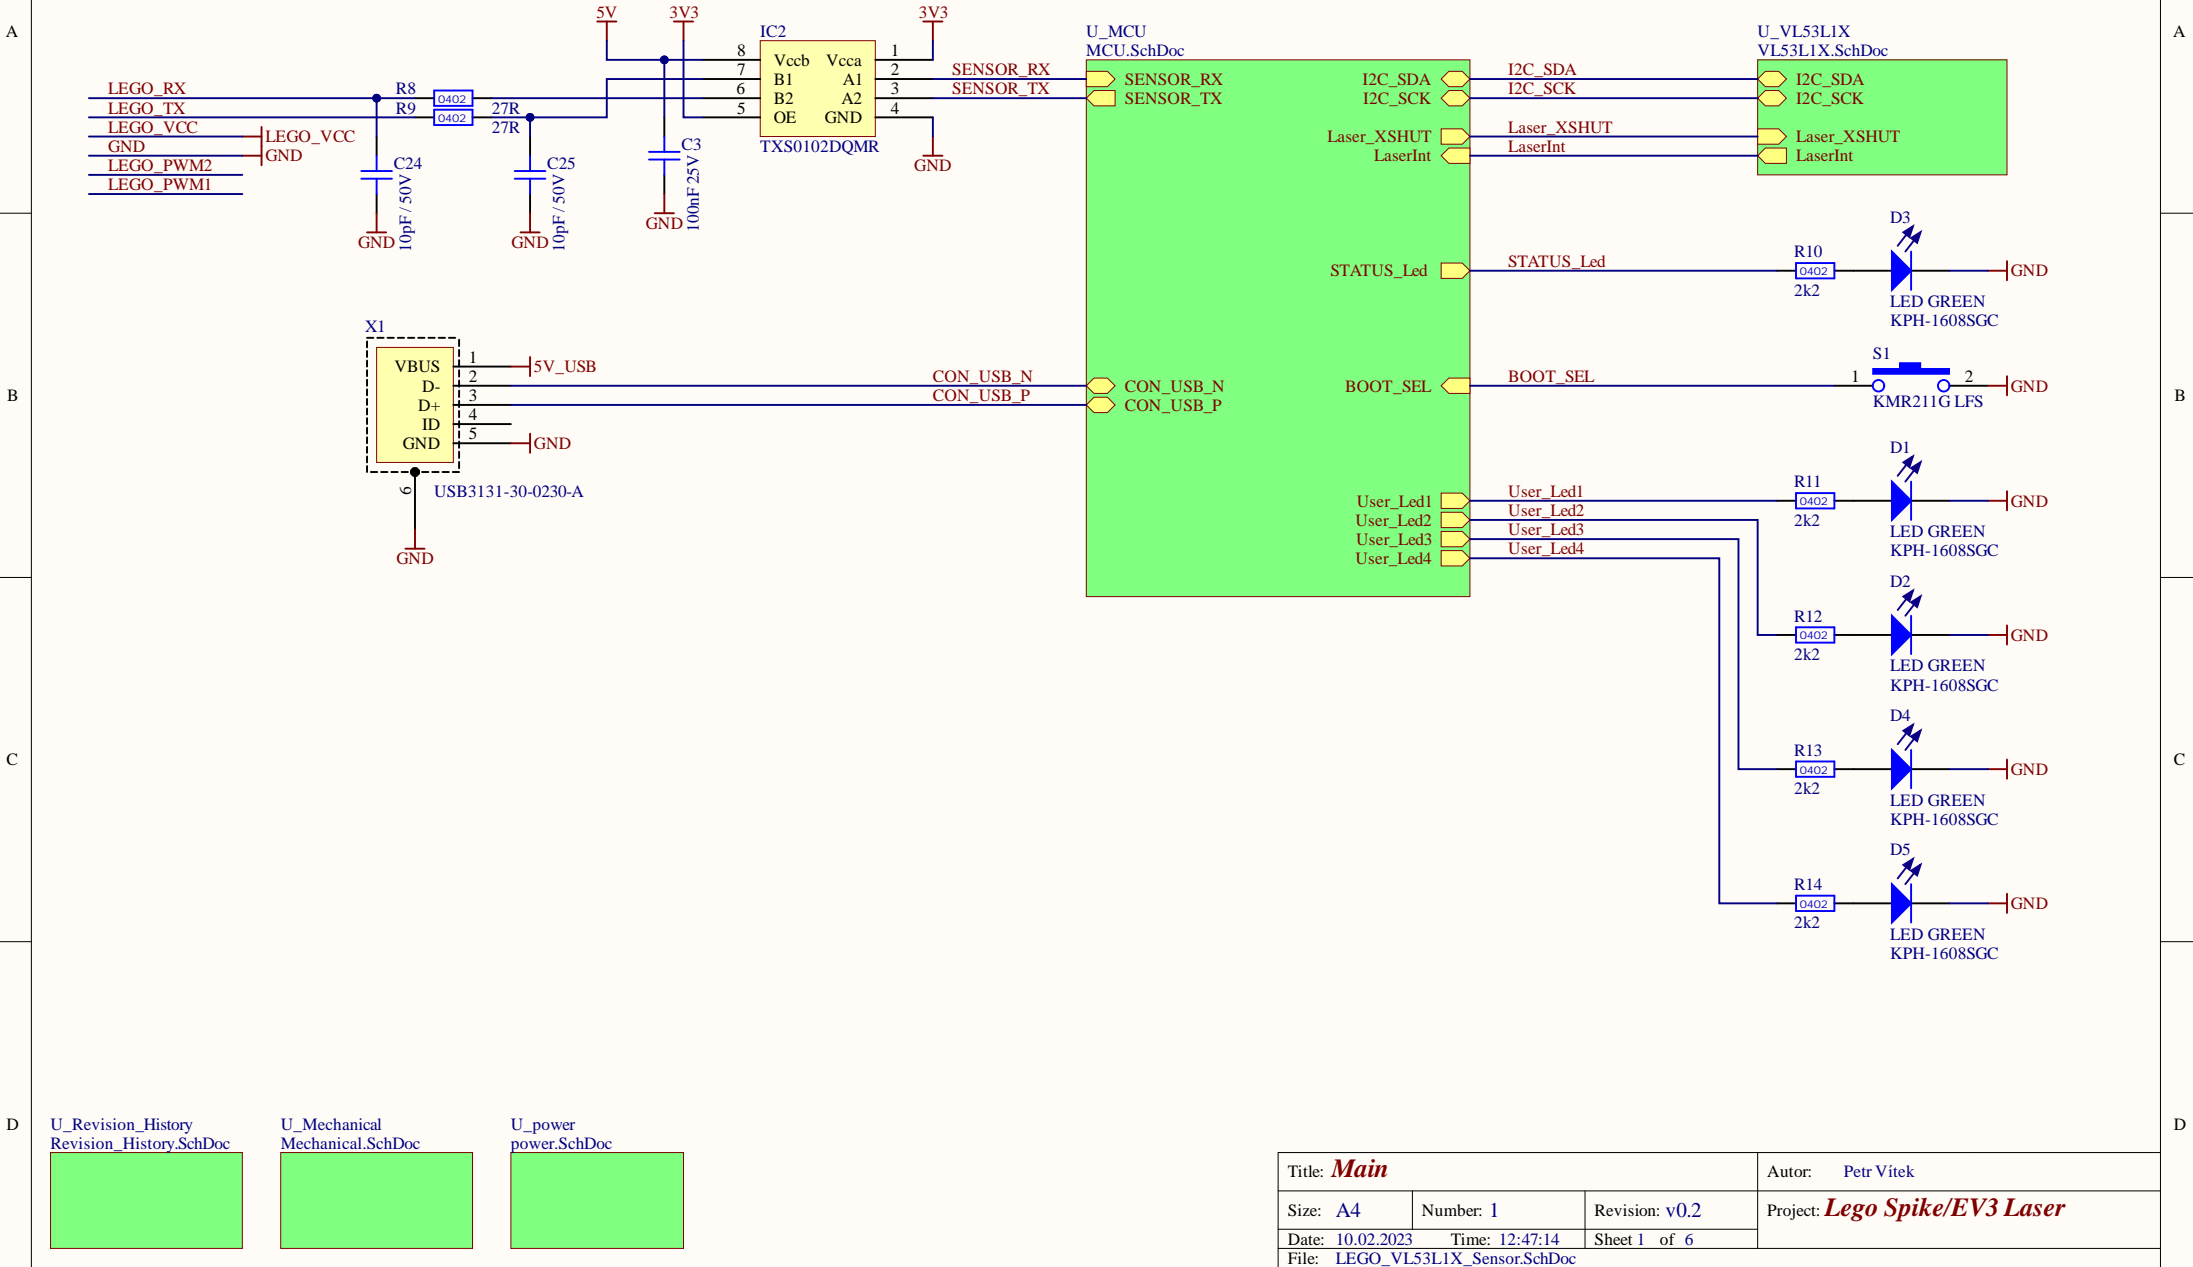 A
A
5V
3V3
3V3
IC2
8
Vccb
Vcca
1
7
B1
A1
2
6
B2
A2
3
5
OE
GND
4
TXS0102DQMR
GND
LEGO_RX
LEGO_TX
LEGO_VCC
GND
LEGO_PWM2
LEGO_PWM1
LEGO_VCC
GND
R8
0402
27R
R9
0402
27R
C24
10pF / 50V
GND
C25
10pF / 50V
GND
C3
100nF 25V
GND
SENSOR_RX
SENSOR_TX
U_MCU
MCU.SchDoc
SENSOR_RX
SENSOR_TX
I2C_SDA
I2C_SCK
Laser_XSHUT
LaserInt
STATUS_Led
CON_USB_N
CON_USB_P
BOOT_SEL
User_Led1
User_Led2
User_Led3
User_Led4
I2C_SDA
I2C_SCK
Laser_XSHUT
LaserInt
U_VL53L1X
VL53L1X.SchDoc
I2C_SDA
I2C_SCK
Laser_XSHUT
LaserInt
STATUS_Led
R10
0402
2k2
D3
LED GREEN
KPH-1608SGC
GND
B
B
X1
VBUS
1
5V_USB
D-
2
D+
3
ID
4
GND
5
GND
6
USB3131-30-0230-A
GND
CON_USB_N
CON_USB_P
BOOT_SEL
S1
1
2
KMR211G LFS
GND
User_Led1
User_Led2
User_Led3
User_Led4
R11
0402
2k2
D1
LED GREEN
KPH-1608SGC
GND
R12
0402
2k2
D2
LED GREEN
KPH-1608SGC
GND
C
C
R13
0402
2k2
D4
LED GREEN
KPH-1608SGC
GND
R14
0402
2k2
D5
LED GREEN
KPH-1608SGC
GND
D
D
U_Revision_History
Revision_History.SchDoc
U_Mechanical
Mechanical.SchDoc
U_power
power.SchDoc
Title: Main
Autor: Petr Vítek
Size: A4
Number: 1
Revision: v0.2
Project: Lego Spike/EV3 Laser
Date: 10.02.2023
Time: 12:47:14
Sheet 1 of 6
File: LEGO_VL53L1X_Sensor.SchDoc